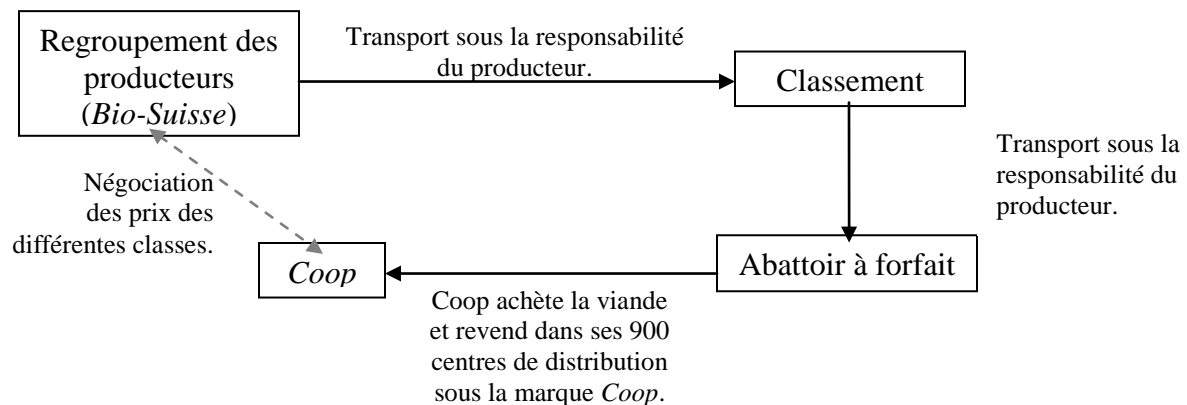 Regroupement des
producteurs
(Bio-Suisse)
Transport sous la responsabilité
du producteur.
Classement
Transport sous la
responsabilité du
producteur.
Négociation
des prix des
différentes classes.
Coop
Abattoir à forfait
Coop achète la viande
et revend dans ses 900
centres de distribution
sous la marque Coop.